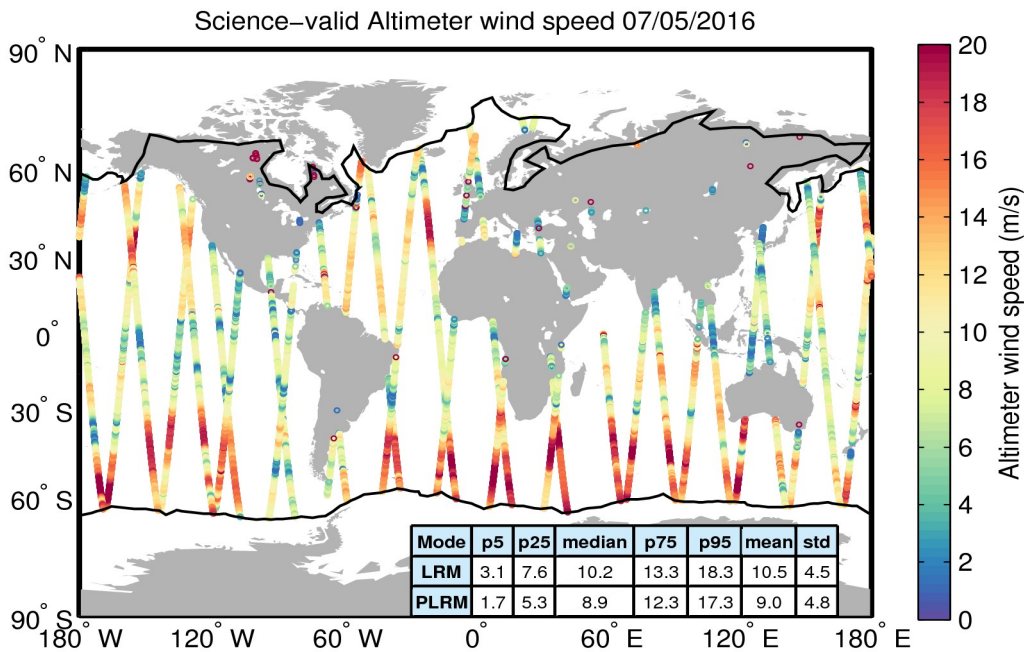 Science−valid Altimeter wind speed 07/05/2016
90° N
60° N
30° N
0°
30° S
60° S
90° S
180° W
120° W
60° W
0°
60° E
120° E
180° E
Mode p5 p25 median p75 p95 mean std
LRM 3.1 7.6 10.2 13.3 18.3 10.5 4.5
PLRM 1.7 5.3 8.9 12.3 17.3 9.0 4.8
20
18
16
14
12
10
8
6
4
2
0
Altimeter wind speed (m/s)